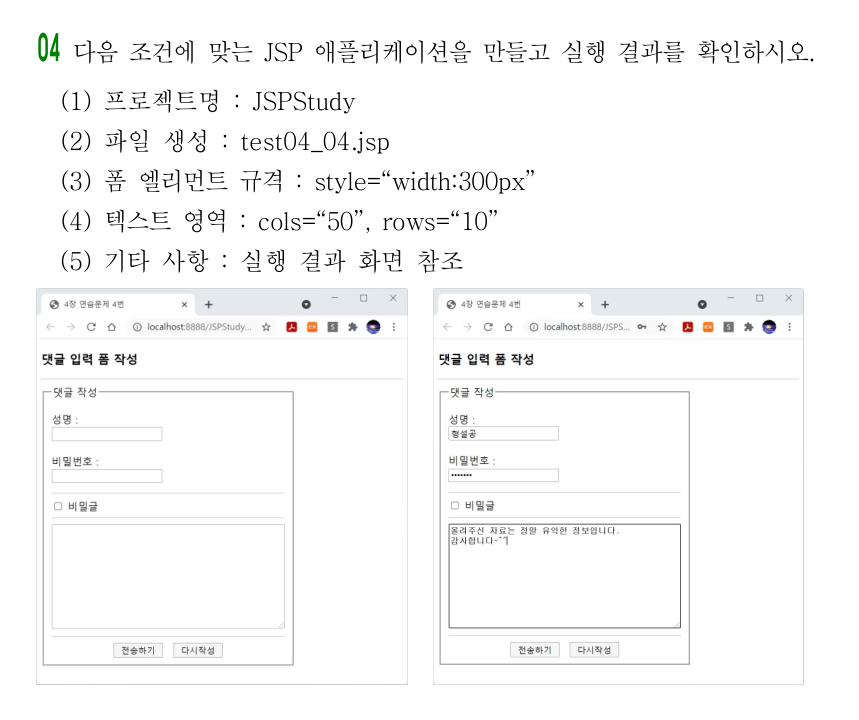 04 다음 조건에 맞는 JSP 애플리케이션을 만들고 실행 결과를 확인하시오.
(1) 프로젝트명 : JSPStudy
(2) 파일 생성 : test04_04.jsp
(3) 폼 엘리먼트 규격 : style=“width:300px”
(4) 텍스트 영역 : cols=“50”, rows=“10”
(5) 기타 사항 : 실행 결과 화면 참조
4장 연습문제 4번
localhost:8888/JSPStudy...
댓글 입력 폼 작성
댓글 작성
성명 :
비밀번호 :
비밀글
전송하기 다시작성
4장 연습문제 4번
localhost:8888/JSPS...
댓글 입력 폼 작성
댓글 작성
성명 :
형설공
비밀번호 :
•••••••
비밀글
올려주신 자료는 정말 유익한 정보입니다.
감사합니다~^^
전송하기 다시작성